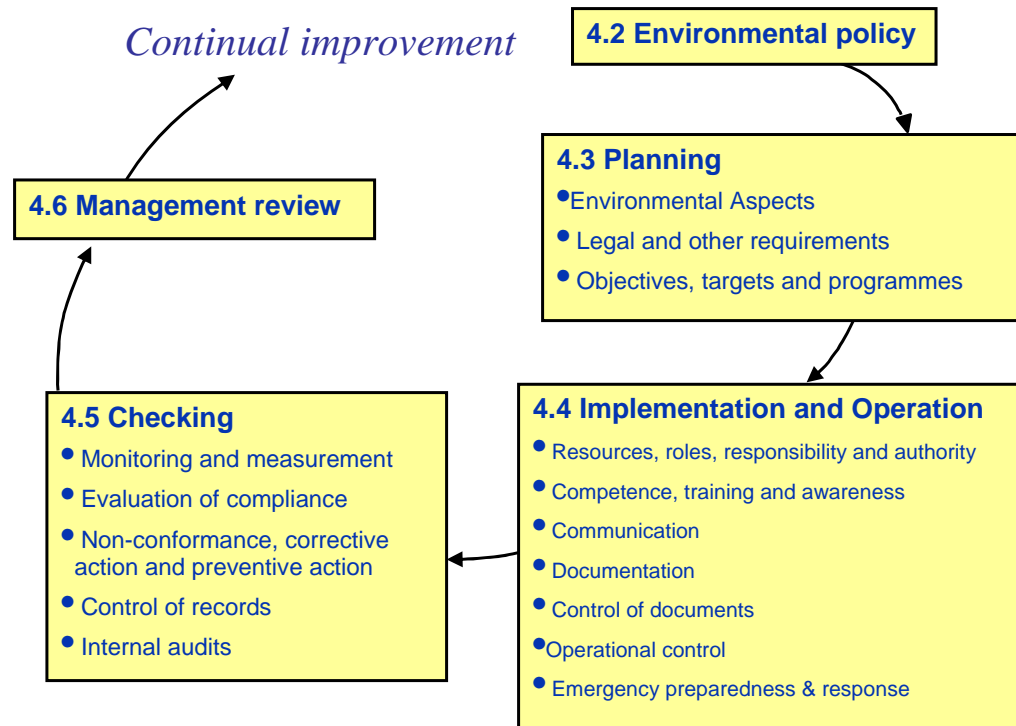 Continual improvement
4.2 Environmental policy
4.3 Planning
•Environmental Aspects
• Legal and other requirements
• Objectives, targets and programmes
4.4 Implementation and Operation
• Resources, roles, responsibility and authority
• Competence, training and awareness
• Communication
• Documentation
• Control of documents
•Operational control
• Emergency preparedness & response
4.5 Checking
• Monitoring and measurement
• Evaluation of compliance
• Non-conformance, corrective
action and preventive action
• Control of records
• Internal audits
4.6 Management review